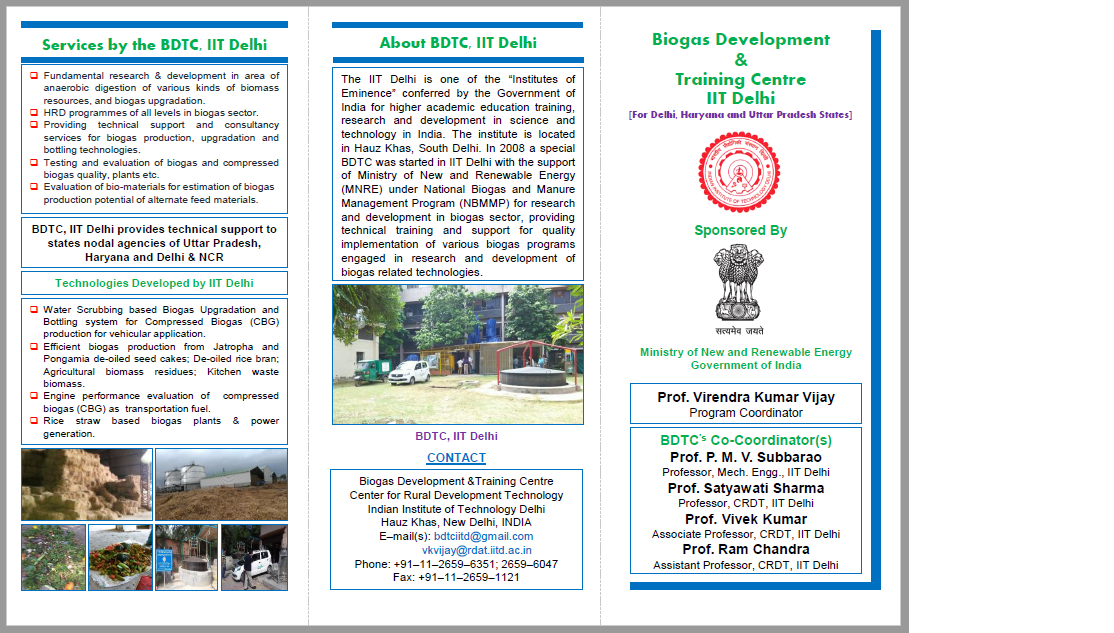 Services by the BDTC, IIT Delhi
Fundamental research & development in area of
anaerobic digestion of various kinds of biomass
resources, and biogas upgradation.
HRD programmes of all levels in biogas sector.
Providing technical support and consultancy
services for biogas production, upgradation and
bottling technologies.
Testing and evaluation of biogas and compressed
biogas quality, plants etc.
Evaluation of bio-materials for estimation of biogas
production potential of alternate feed materials.
BDTC, IIT Delhi provides technical support to
states nodal agencies of Uttar Pradesh,
Haryana and Delhi & NCR
Technologies Developed by IIT Delhi
Water Scrubbing based Biogas Upgradation and
Bottling system for Compressed Biogas (CBG)
production for vehicular application.
Efficient biogas production from Jatropha and
Pongamia de-oiled seed cakes; De-oiled rice bran;
Agricultural biomass residues; Kitchen waste
biomass.
Engine performance evaluation of compressed
biogas (CBG) as transportation fuel.
Rice straw based biogas plants & power
generation.
About BDTC, IIT Delhi
The IIT Delhi is one of the “Institutes of
Eminence” conferred by the Government of
India for higher academic education training,
research and development in science and
technology in India. The institute is located
in Hauz Khas, South Delhi. In 2008 a special
BDTC was started in IIT Delhi with the support
of Ministry of New and Renewable Energy
(MNRE) under National Biogas and Manure
Management Program (NBMMP) for research
and development in biogas sector, providing
technical training and support for quality
implementation of various biogas programs
engaged in research and development of
biogas related technologies.
BDTC, IIT Delhi
CONTACT
Biogas Development &Training Centre
Center for Rural Development Technology
Indian Institute of Technology Delhi
Hauz Khas, New Delhi, INDIA
E–mail(s): bdtciitd@gmail.com
vkvijay@rdat.iitd.ac.in
Phone: +91–11–2659–6351; 2659–6047
Fax: +91–11–2659–1121
Biogas Development
&
Training Centre
IIT Delhi
[For Delhi, Haryana and Uttar Pradesh States]
Sponsored By
सत्यमेव जयते
Ministry of New and Renewable Energy
Government of India
Prof. Virendra Kumar Vijay
Program Coordinator
BDTC's Co-Coordinator(s)
Prof. P. M. V. Subbarao
Professor, Mech. Engg., IIT Delhi
Prof. Satyawati Sharma
Professor, CRDT, IIT Delhi
Prof. Vivek Kumar
Associate Professor, CRDT, IIT Delhi
Prof. Ram Chandra
Assistant Professor, CRDT, IIT Delhi